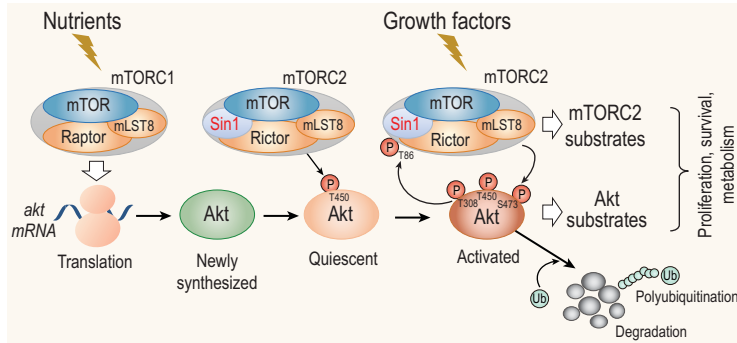 Nutrients
Growth factors
mTORC1
mTOR
Raptor
mLST8
mTORC2
mTOR
Sin1
Rictor
mLST8
mTORC2
mTOR
Sin1
Rictor
mLST8
P
T86
mTORC2
substrates
akt
mRNA
Translation
Akt
Newly
synthesized
P
T450
Akt
Quiescent
P
P
P
T308
T450
S473
Akt
Activated
Akt
substrates
Proliferation, survival,
metabolism
Ub
Ub
Polyubiquitination
Degradation